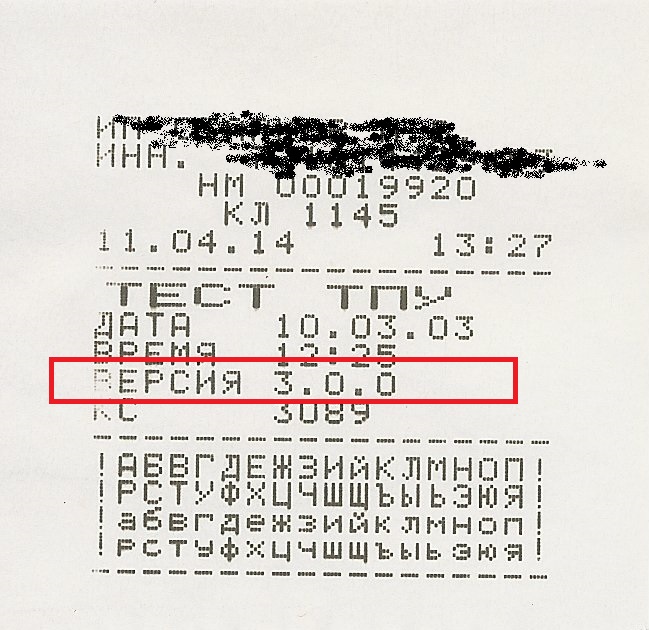 ИНН.
НМ 00019920
КЛ 1145
11.04.14 13:27
ТЕСТ ТПУ
ДАТА 10.03.03
ВРЕМЯ 12:25
ВЕРСИЯ 3.0.0
КС 3089
!АБВГДЕЖЗИЙКЛМНОП!
!РСТУФХЦЧШЩЪЫЬЭЮЯ!
!абвгдежзийклмноп!
!рстуфхцчшщъыьэюя!